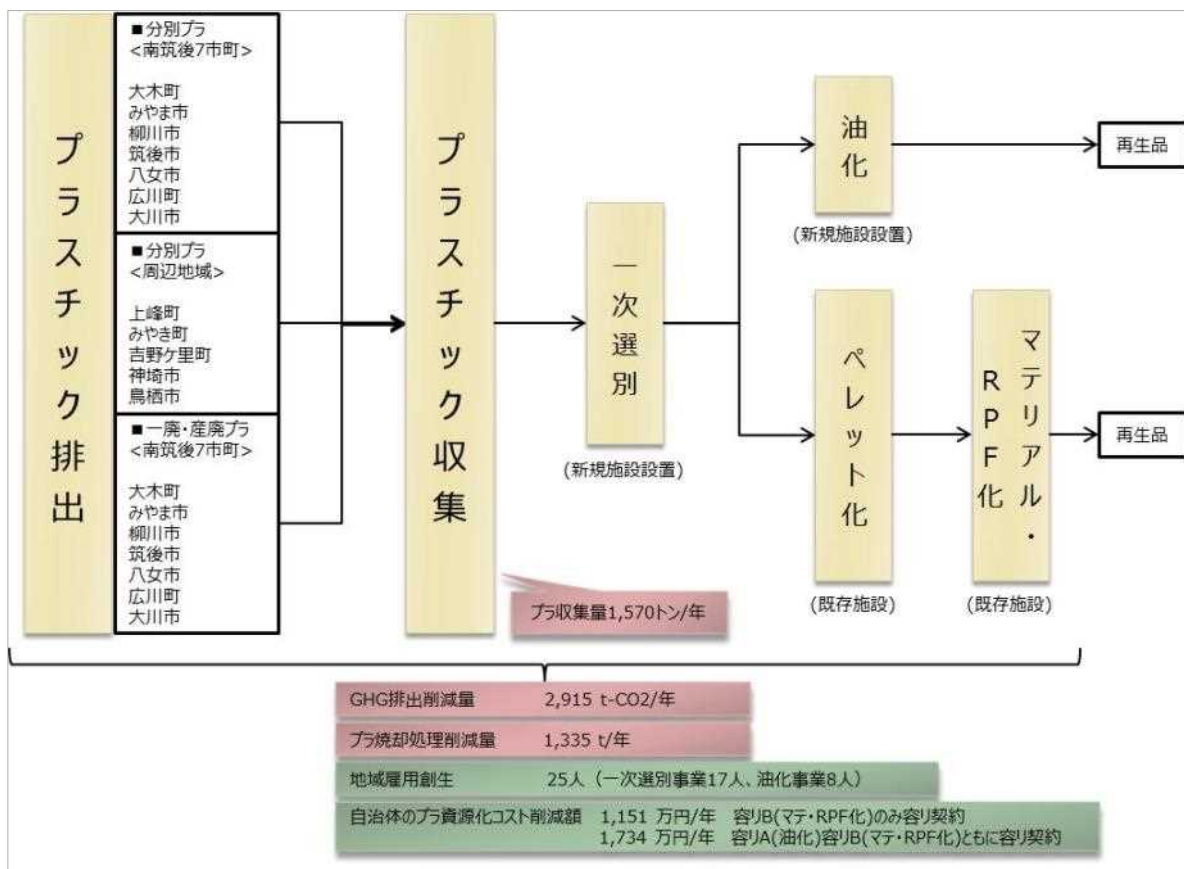 プラスチック排出
■分別プラ
<南筑後7市町>
大木町
みやま市
柳川市
筑後市
八女市
広川町
大川市
■分別プラ
<周辺地域>
上峰町
みやき町
吉野ケ里町
神埼市
鳥栖市
■一廃・産廃プラ
<南筑後7市町>
大木町
みやま市
柳川市
筑後市
八女市
広川町
大川市
プラスチック収集
プラ収集量1,570トン/年
一次選別
(新規施設設置)
油化
(新規施設設置)
再生品
ペレット化
(既存施設)
マテリアル・
RPF化
(既存施設)
再生品
GHG排出削減量 2,915 t-CO2/年
プラ焼却処理削減量 1,335 t/年
地域雇用創生 25人（一次選別事業17人、油化事業8人）
自治体のプラ資源化コスト削減額 1,151 万円/年 容リB(マテ・RPF化)のみ容リ契約
1,734 万円/年 容リA(油化)容リB(マテ・RPF化)ともに容リ契約